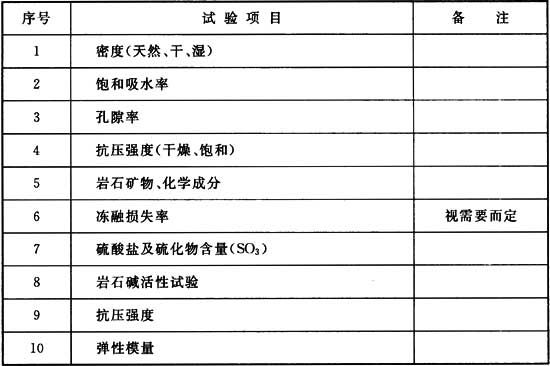 序号 试验项目 备注
1 密度(天然、干、湿)
2 饱和吸水率
3 孔隙率
4 抗压强度(干燥、饱和)
5 岩石矿物、化学成分
6 冻融损失率 视需要而定
7 硫酸盐及硫化物含量(SO₃)
8 岩石碱活性试验
9 抗压强度
10 弹性模量